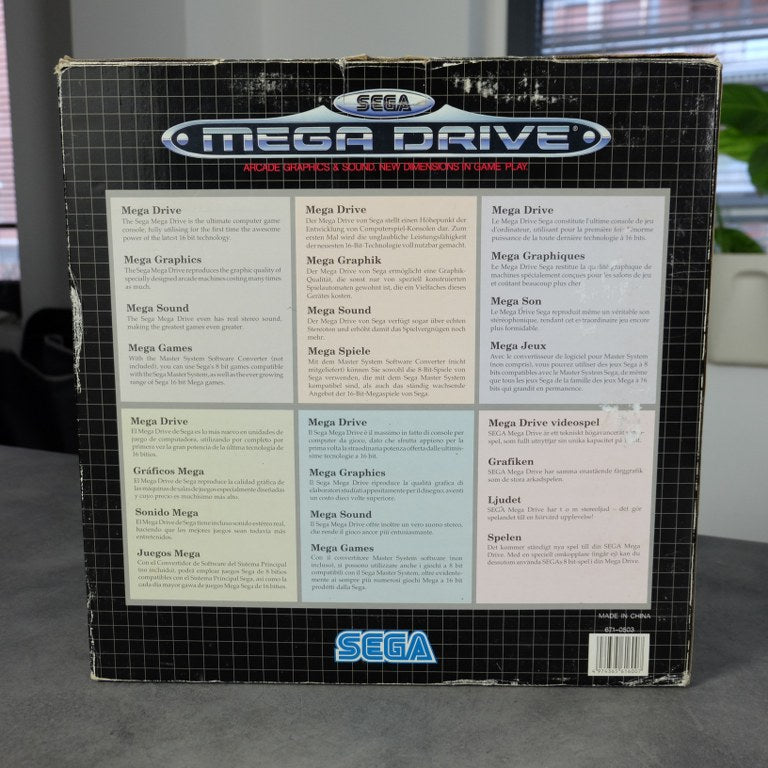 SEGA
MEGA DRIVE
ARCADE GRAPHICS & SOUND. NEW DIMENSIONS IN GAME PLAY.
Mega Drive
The Sega Mega Drive is the ultimate computer game
console, fully utilising for the first time the awesome
power of the latest 16 bit technology.
Mega Graphics
The Sega Mega Drive reproduces the graphic quality of
specially designed arcade machines costing many times
as much.
Mega Sound
The Sega Mega Drive even has real stereo sound,
making the greatest games even greater.
Mega Games
With the Master System Software Converter (not
included), you can use Sega's 8 bit games compatible
with the Sega Master System, as well as the ever growing
range of Sega 16 bit Mega games.
Mega Drive
Der Mega Drive von Sega stellt einen Höhepunkt der
Entwicklung von Computerspiel-Konsolen dar. Zum
ersten Mal wird die unglaubliche Leistungsfähigkeit
der neuesten 16-Bit-Technologie voll nutzbar gemacht.
Mega Graphik
Der Mega Drive von Sega ermöglich eine Graphik-
Qualität, die sonst nur von speziell konstruierten
Spielautomaten gewohnt ist, die ein Vielfaches dieses
Gerätes kosten.
Mega Sound
Der Mega Drive von Sega verfügt sogar über echten
Stereoton und erhöht damit das Spielvergnügen noch
mehr.
Mega Spiele
Mit dem Master System Software Converter (nicht
mitgeliefert) können Sie sowohl die 8-Bit-Spiele von
Sega verwenden, die mit dem Sega Master System
kompatibel sind, als auch das ständig wachsende
Angebot der 16-Bit-Megaspiele von Sega.
Mega Drive
Le Mega Drive Sega constitute l'ultime console de jeu
d'ordinateur, utilisant pour la première fois l'énorme
puissance de la toute dernière technologie à 16 bits.
Mega Graphiques
Le Mega Drive Sega restitue la qualité graphique de
machines spécialement conçues pour les salons de jeu
et coûtant beaucoup plus cher.
Mega Son
Le Mega Drive Sega reproduit même un véritable son
stéréophonique, rendant cet extraordinaire jeu encore
plus formidable.
Mega Jeux
Avec le convertisseur de logiciel pour Master System
(non compris), vous pouvez utiliser des jeux Sega à 8
bits compatibles avec le Master System Sega, de même
que tous les jeux Sega de la famille des jeux Mega à 16
bits qui grandit en permanence.
Mega Drive
El Mega Drive de Sega es lo más nuevo en unidades de
juego de computadora, utilizando por completo por
primera vez la gran potencia de la última tecnología de
16 bitios.
Gráficos Mega
El Mega Drive de Sega reproduce la calidad gráfica de
las máquinas de salas de juegos especialmente diseñadas
y cuyo precio es muchísimo más alto.
Sonido Mega
El Mega Drive de Sega tiene incluso sonido estéreo real,
haciendo que los mejores juegos sean todavía más
entretenidos.
Juegos Mega
Con el Convertidor de Software del Sistema Principal
(no incluido), podrá emplear juegos Sega de 8 bitios
compatibles con el Sistema Principal Sega, así como la
cada día mayor gama de juegos Mega Sega de 16 bitios.
Mega Drive
Il Sega Mega Drive è il massimo in fatto di console per
computer da gioco, dato che sfrutta appieno per la
prima volta la straordinaria potenza offerta dalle ultimis-
sime tecnologie a 16 bit.
Mega Graphics
Il Sega Mega Drive riproduce la qualità grafica di
elaboratori studiati appositamente per il disegno, aventi
un costo dieci volte superiore.
Mega Sound
Il Sega Mega Drive offre inoltre un vero suono stereo,
che rende il gioco ancor più entusiasmante.
Mega Games
Con il convertitore Master System software (non
incluso), si possono utilizzare anche i giochi a 8 bit
compatibili con il Sega Master System, oltre evidente-
mente ai sempre più numerosi giochi Mega a 16 bit
prodotti dalla Sega.
Mega Drive videospel
SEGA Mega Drive är ett tekniskt högavancerat TV-
spel, som fullt utnyttjar sin unika kapacitet på bit.
Grafiken
SEGA Mega Drive har samma enastående färggrafik
som de stora arkadspelen.
Ljudet
SEGA Mega Drive har t o m stereoljud – det gör
spelandet till en hörvärd upplevelse!
Spelen
Det kommer ständigt nya spel till din SEGA Mega
Drive. Med en speciell omkopplare (ingår ej) kan du
dessutom använda SEGAs 8 bit-spel i din Mega Drive.
MADE IN CHINA
671-0503
SEGA